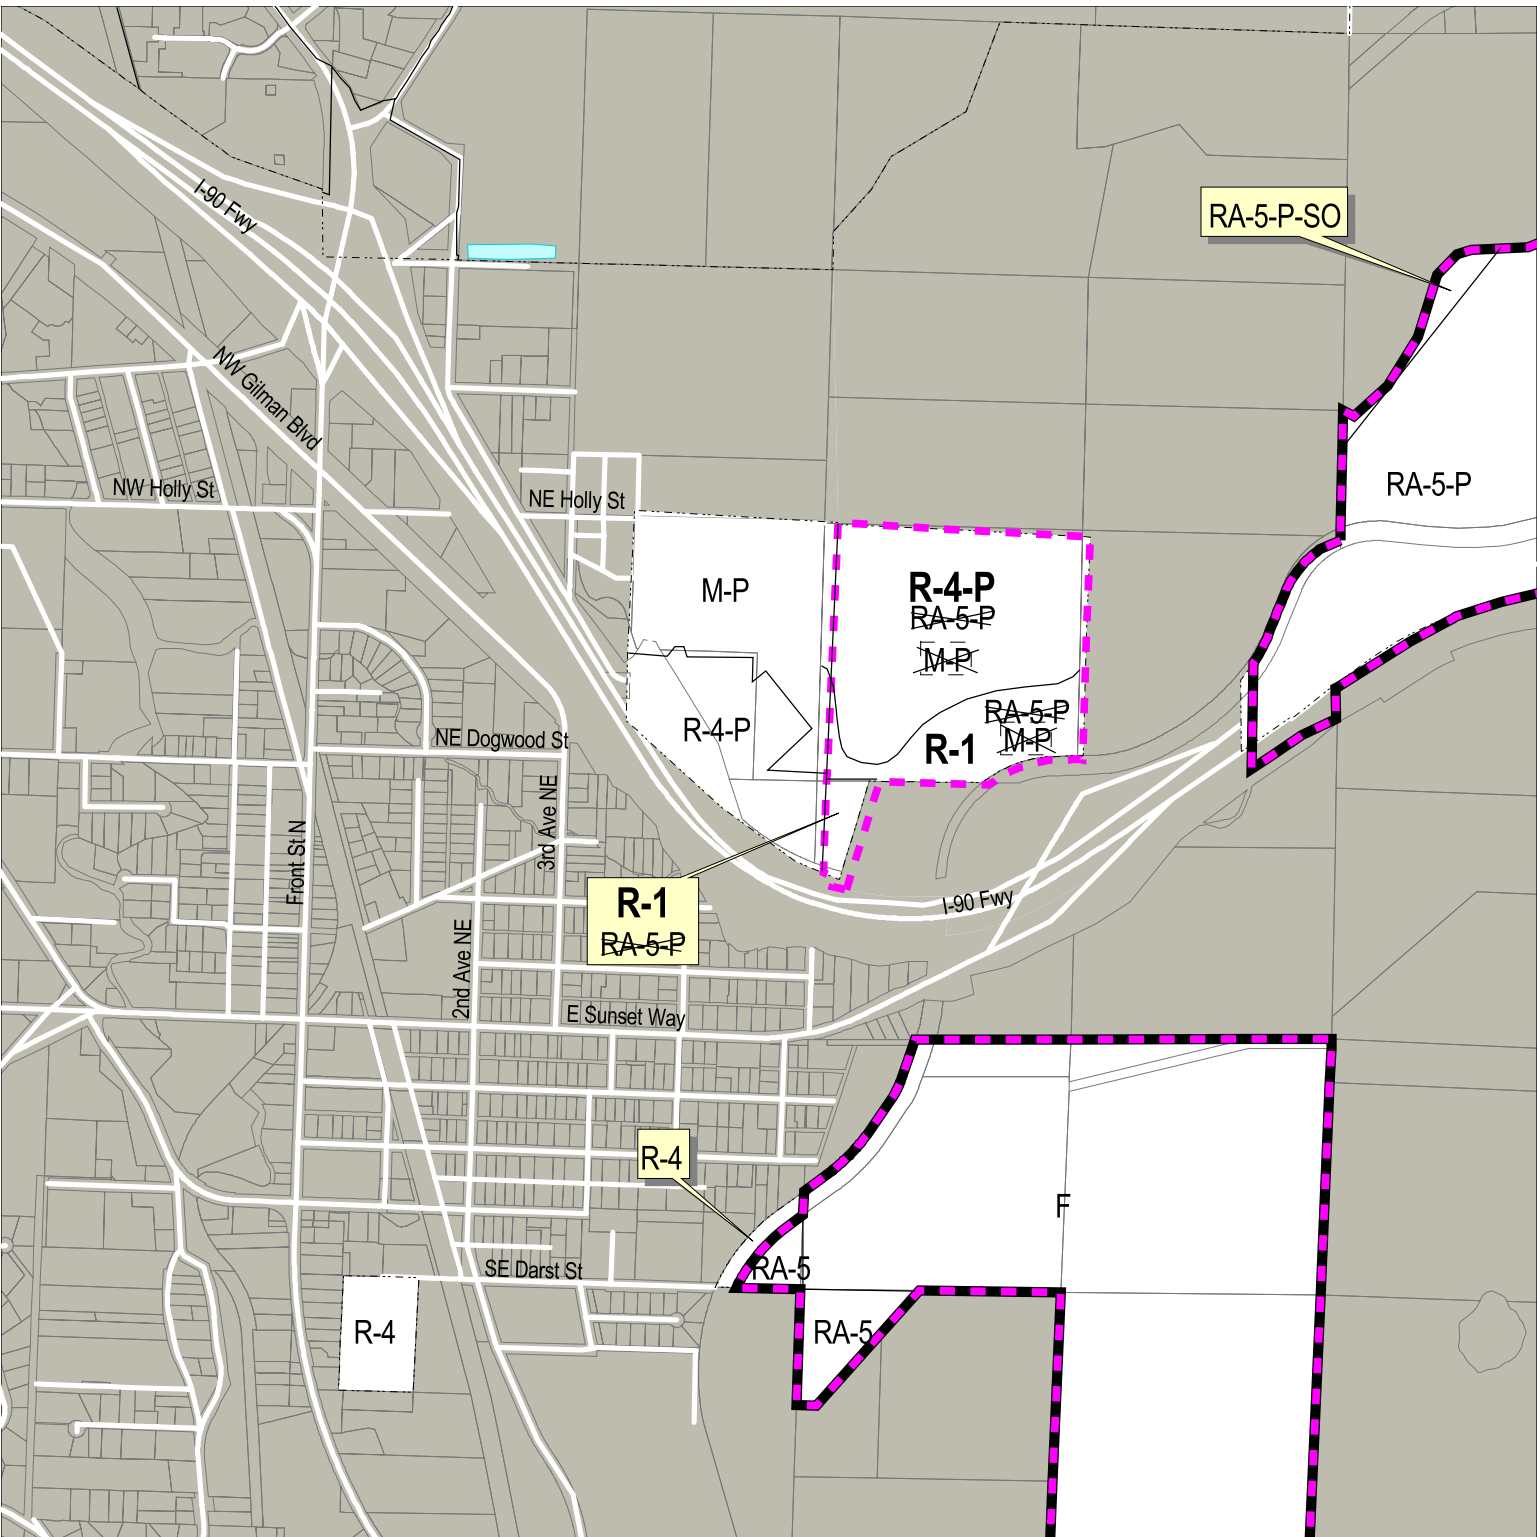 I-90 Fwy
RA-5-P-SO
NW Gilman Blvd
NW Holly St
NE Holly St
RA-5-P
M-P
R-4-P
RA-5-P
M-P
R-4-P
RA-5-P
M-P
R-1
NE Dogwood St
3rd Ave NE
Front St N
R-1
RA-5-P
I-90 Fwy
2nd Ave NE
E Sunset Way
R-4
F
RA-5
SE Darst St
R-4
RA-5